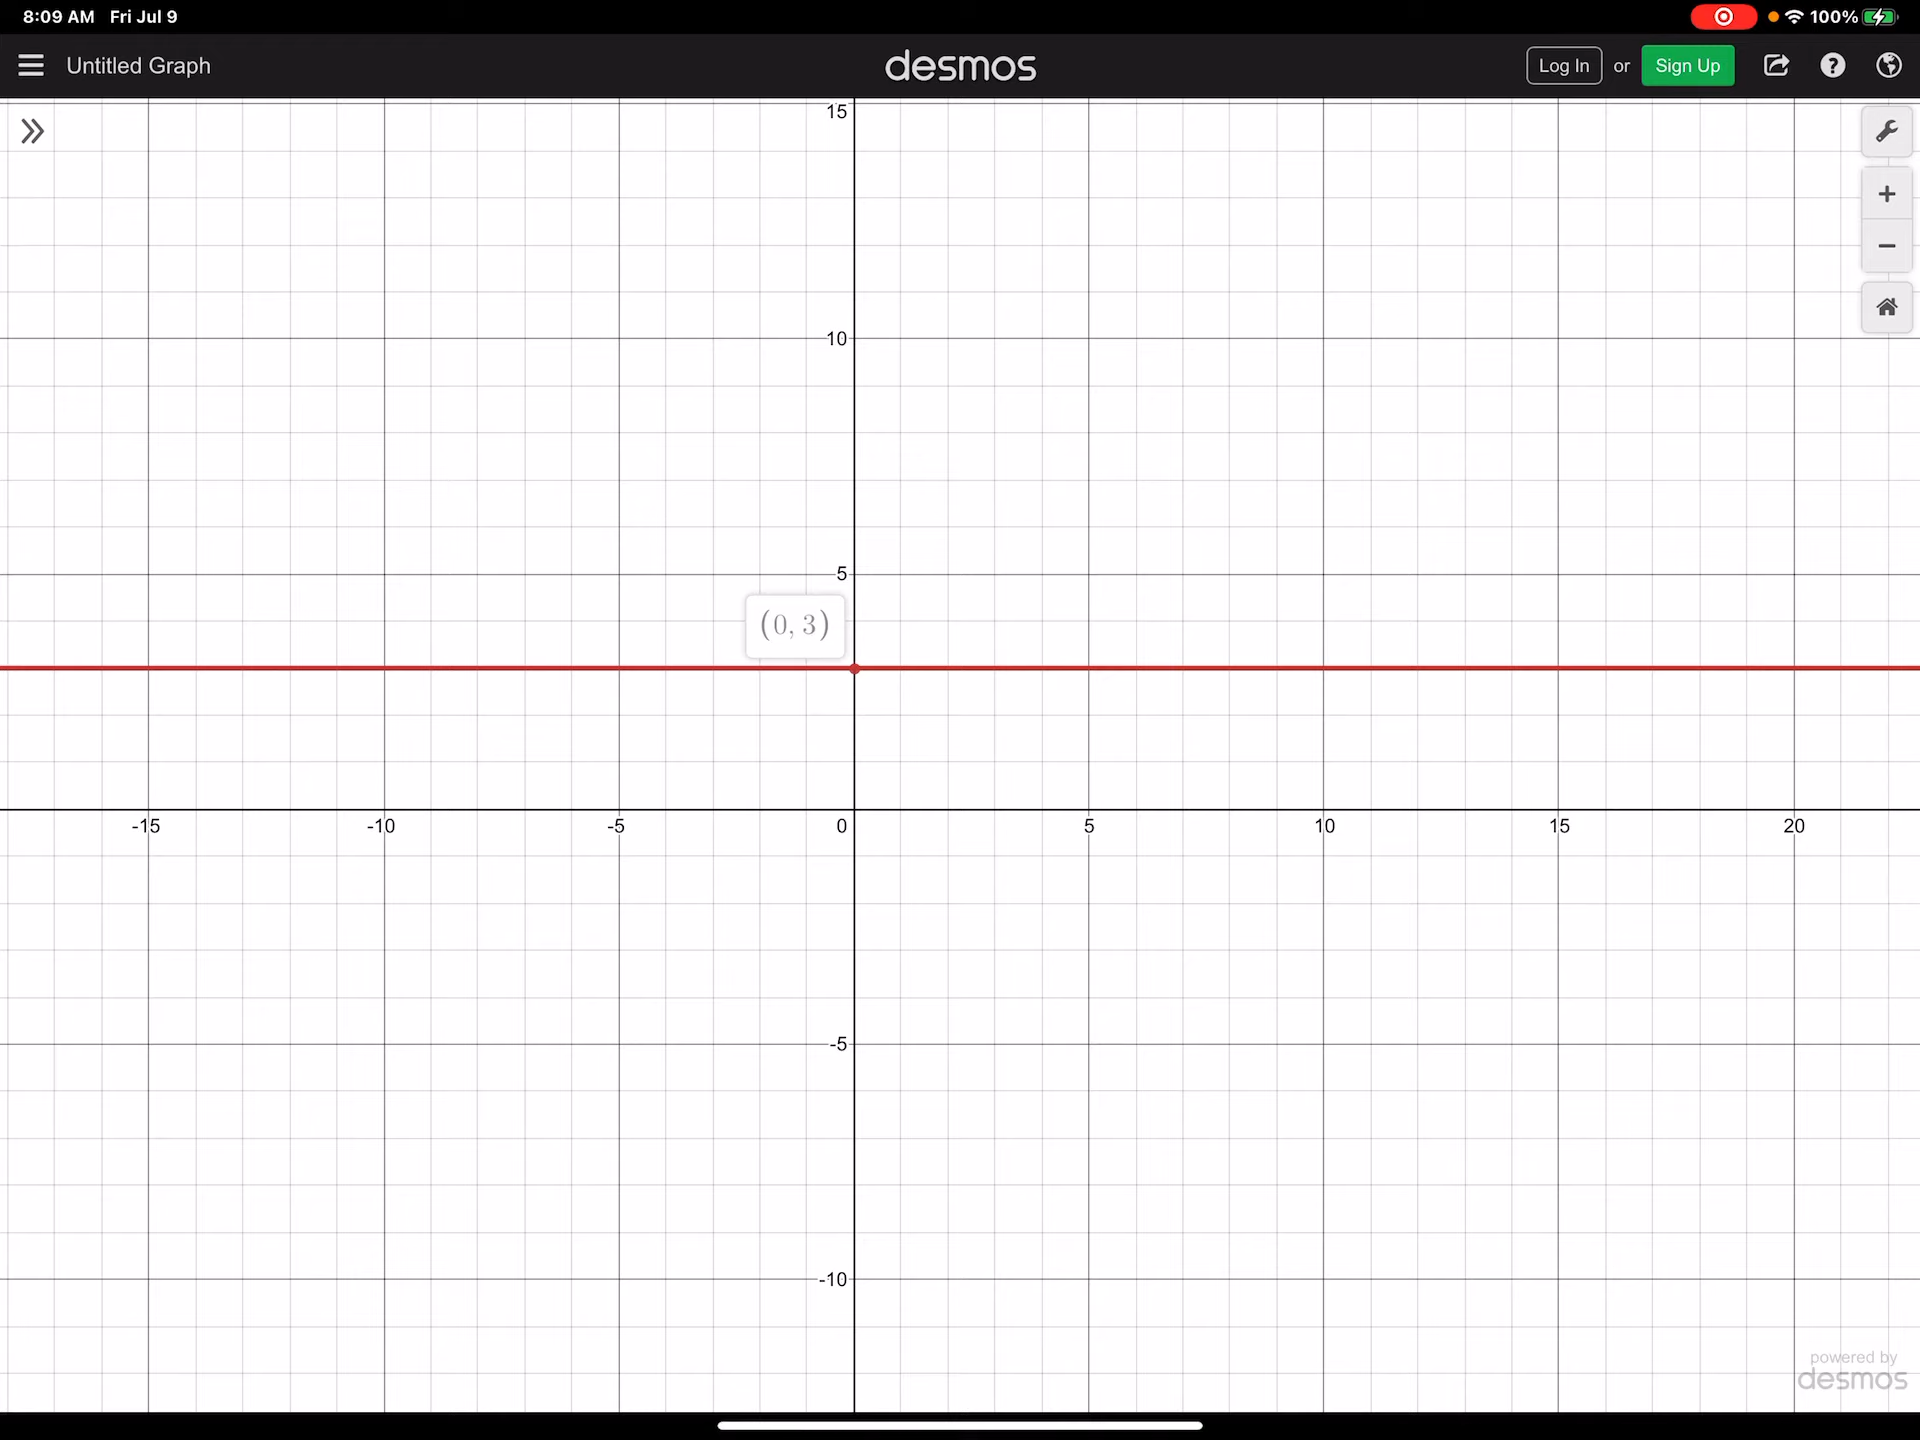 8:09 AM Fri Jul 9
100%
Untitled Graph
desmos
Log In or Sign Up
15
10
5
(0, 3)
-15 -10 -5 0 5 10 15 20
-5
-10
powered by
desmos